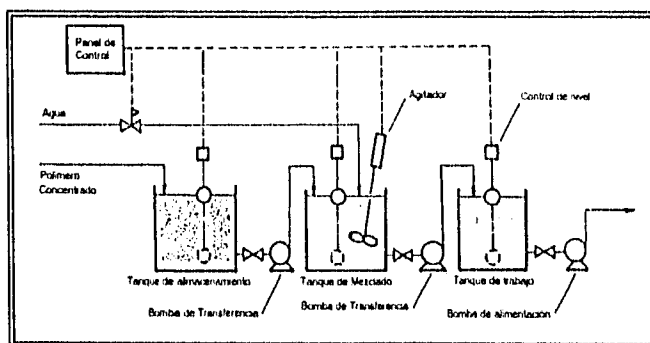 Panel de
Control
Agua
Agitador
Control de nivel
Polímero
Concentrado
Tanque de almacenamiento
Tanque de Mezclado
Tanque de trabajo
Bomba de Transferencia
Bomba de Transferencia
Bomba de alimentación